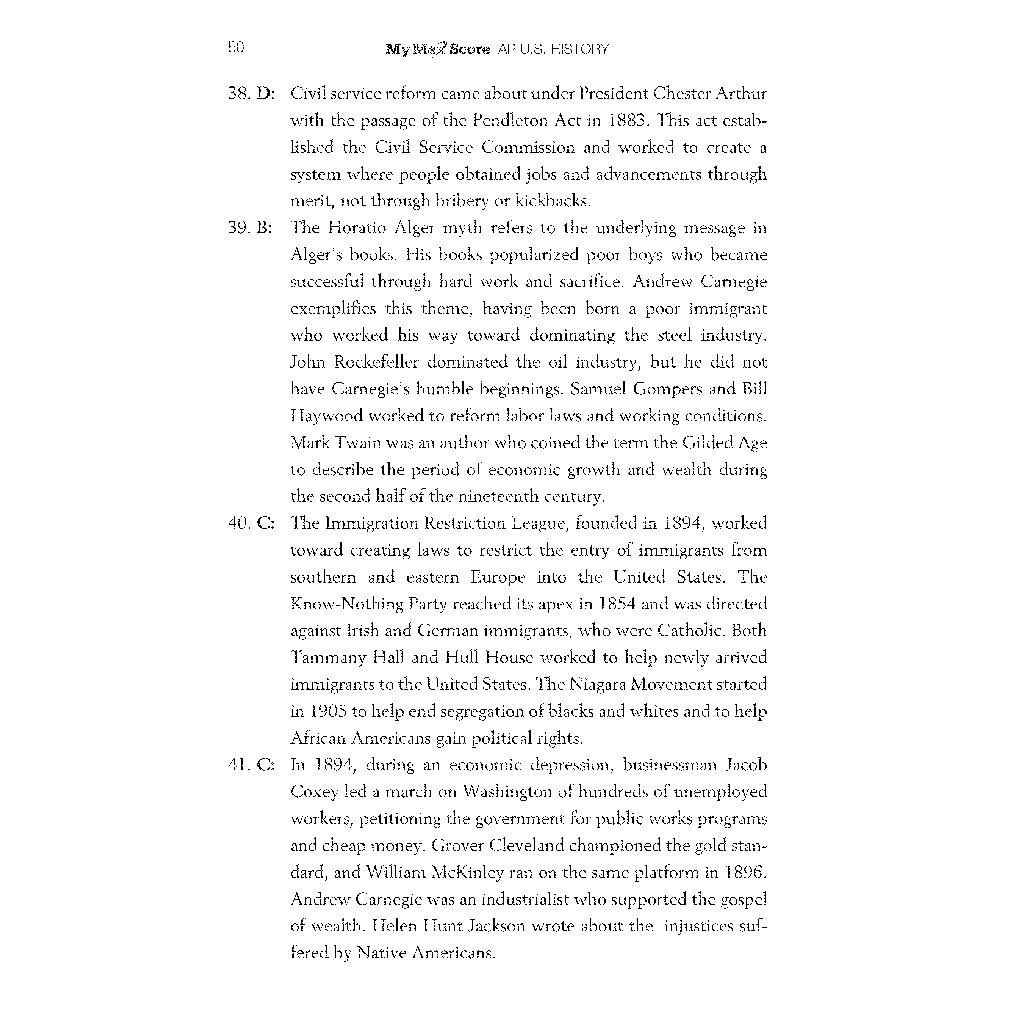 50
My Max Score AP U.S. HISTORY
38. D: Civil service reform came about under President Chester Arthur
with the passage of the Pendleton Act in 1883. This act estab-
lished the Civil Service Commission and worked to create a
system where people obtained jobs and advancements through
merit, not through bribery or kickbacks.
39. B: The Horatio Alger myth refers to the underlying message in
Alger's books. His books popularized poor boys who became
successful through hard work and sacrifice. Andrew Carnegie
exemplifies this theme, having been born a poor immigrant
who worked his way toward dominating the steel industry.
John Rockefeller dominated the oil industry, but he did not
have Carnegie's humble beginnings. Samuel Gompers and Bill
Haywood worked to reform labor laws and working conditions.
Mark Twain was an author who coined the term the Gilded Age
to describe the period of economic growth and wealth during
the second half of the nineteenth century.
40. C: The Immigration Restriction League, founded in 1894, worked
toward creating laws to restrict the entry of immigrants from
southern and eastern Europe into the United States. The
Know-Nothing Party reached its apex in 1854 and was directed
against Irish and German immigrants, who were Catholic. Both
Tammany Hall and Hull House worked to help newly arrived
immigrants to the United States. The Niagara Movement started
in 1905 to help end segregation of blacks and whites and to help
African Americans gain political rights.
41. C: In 1894, during an economic depression, businessman Jacob
Coxey led a march on Washington of hundreds of unemployed
workers, petitioning the government for public works programs
and cheap money. Grover Cleveland championed the gold stan-
dard, and William McKinley ran on the same platform in 1896.
Andrew Carnegie was an industrialist who supported the gospel
of wealth. Helen Hunt Jackson wrote about the injustices suf-
fered by Native Americans.